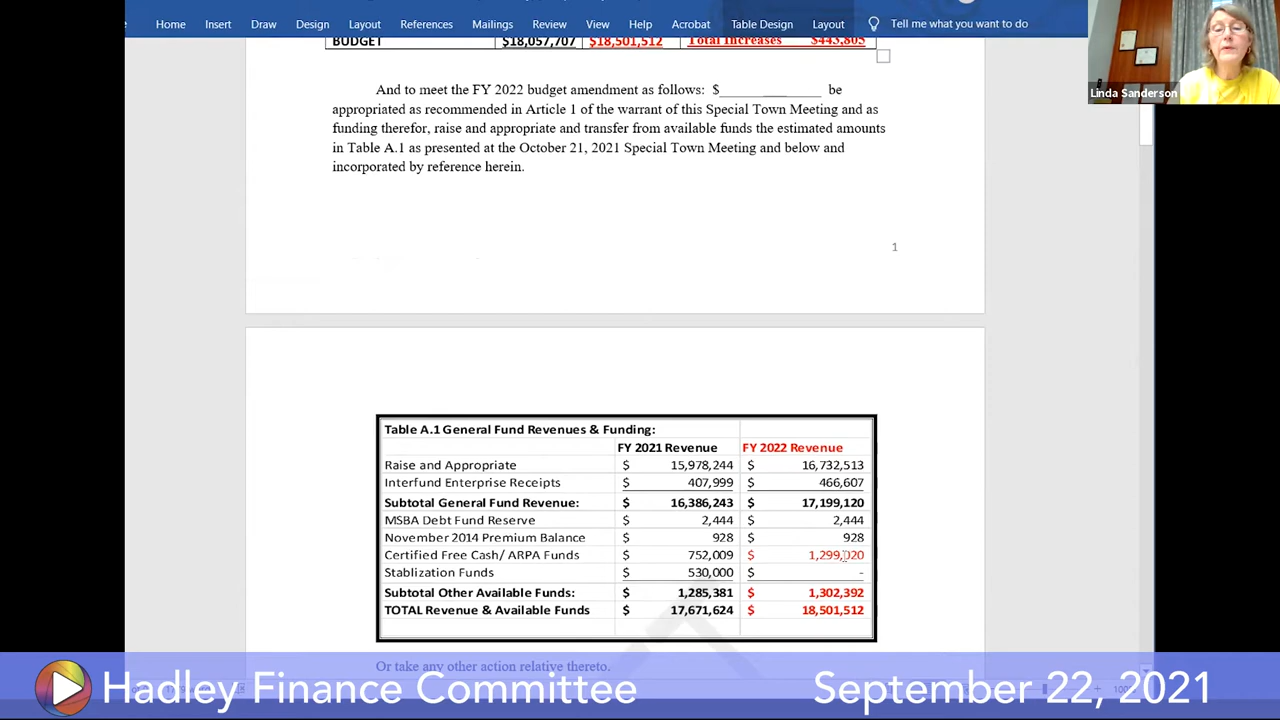 Home Insert Draw Design Layout References Mailings Review View Help Acrobat Table Design Layout Tell me what you want to do
BUDGET $18,057,707 $18,501,512 Total Increases $443,805
Linda Sanderson
And to meet the FY 2022 budget amendment as follows: $____________ be
appropriated as recommended in Article 1 of the warrant of this Special Town Meeting and as
funding therefor, raise and appropriate and transfer from available funds the estimated amounts
in Table A.1 as presented at the October 21, 2021 Special Town Meeting and below and
incorporated by reference herein.
1
Table A.1 General Fund Revenues & Funding:
FY 2021 Revenue FY 2022 Revenue
Raise and Appropriate $ 15,978,244 $ 16,732,513
Interfund Enterprise Receipts $ 407,999 $ 466,607
Subtotal General Fund Revenue: $ 16,386,243 $ 17,199,120
MSBA Debt Fund Reserve $ 2,444 $ 2,444
November 2014 Premium Balance $ 928 $ 928
Certified Free Cash/ ARPA Funds $ 752,009 $ 1,299,020
Stablization Funds $ 530,000 $ -
Subtotal Other Available Funds: $ 1,285,381 $ 1,302,392
TOTAL Revenue & Available Funds $ 17,671,624 $ 18,501,512
Or take any other action relative thereto.
Hadley Finance Committee September 22, 2021